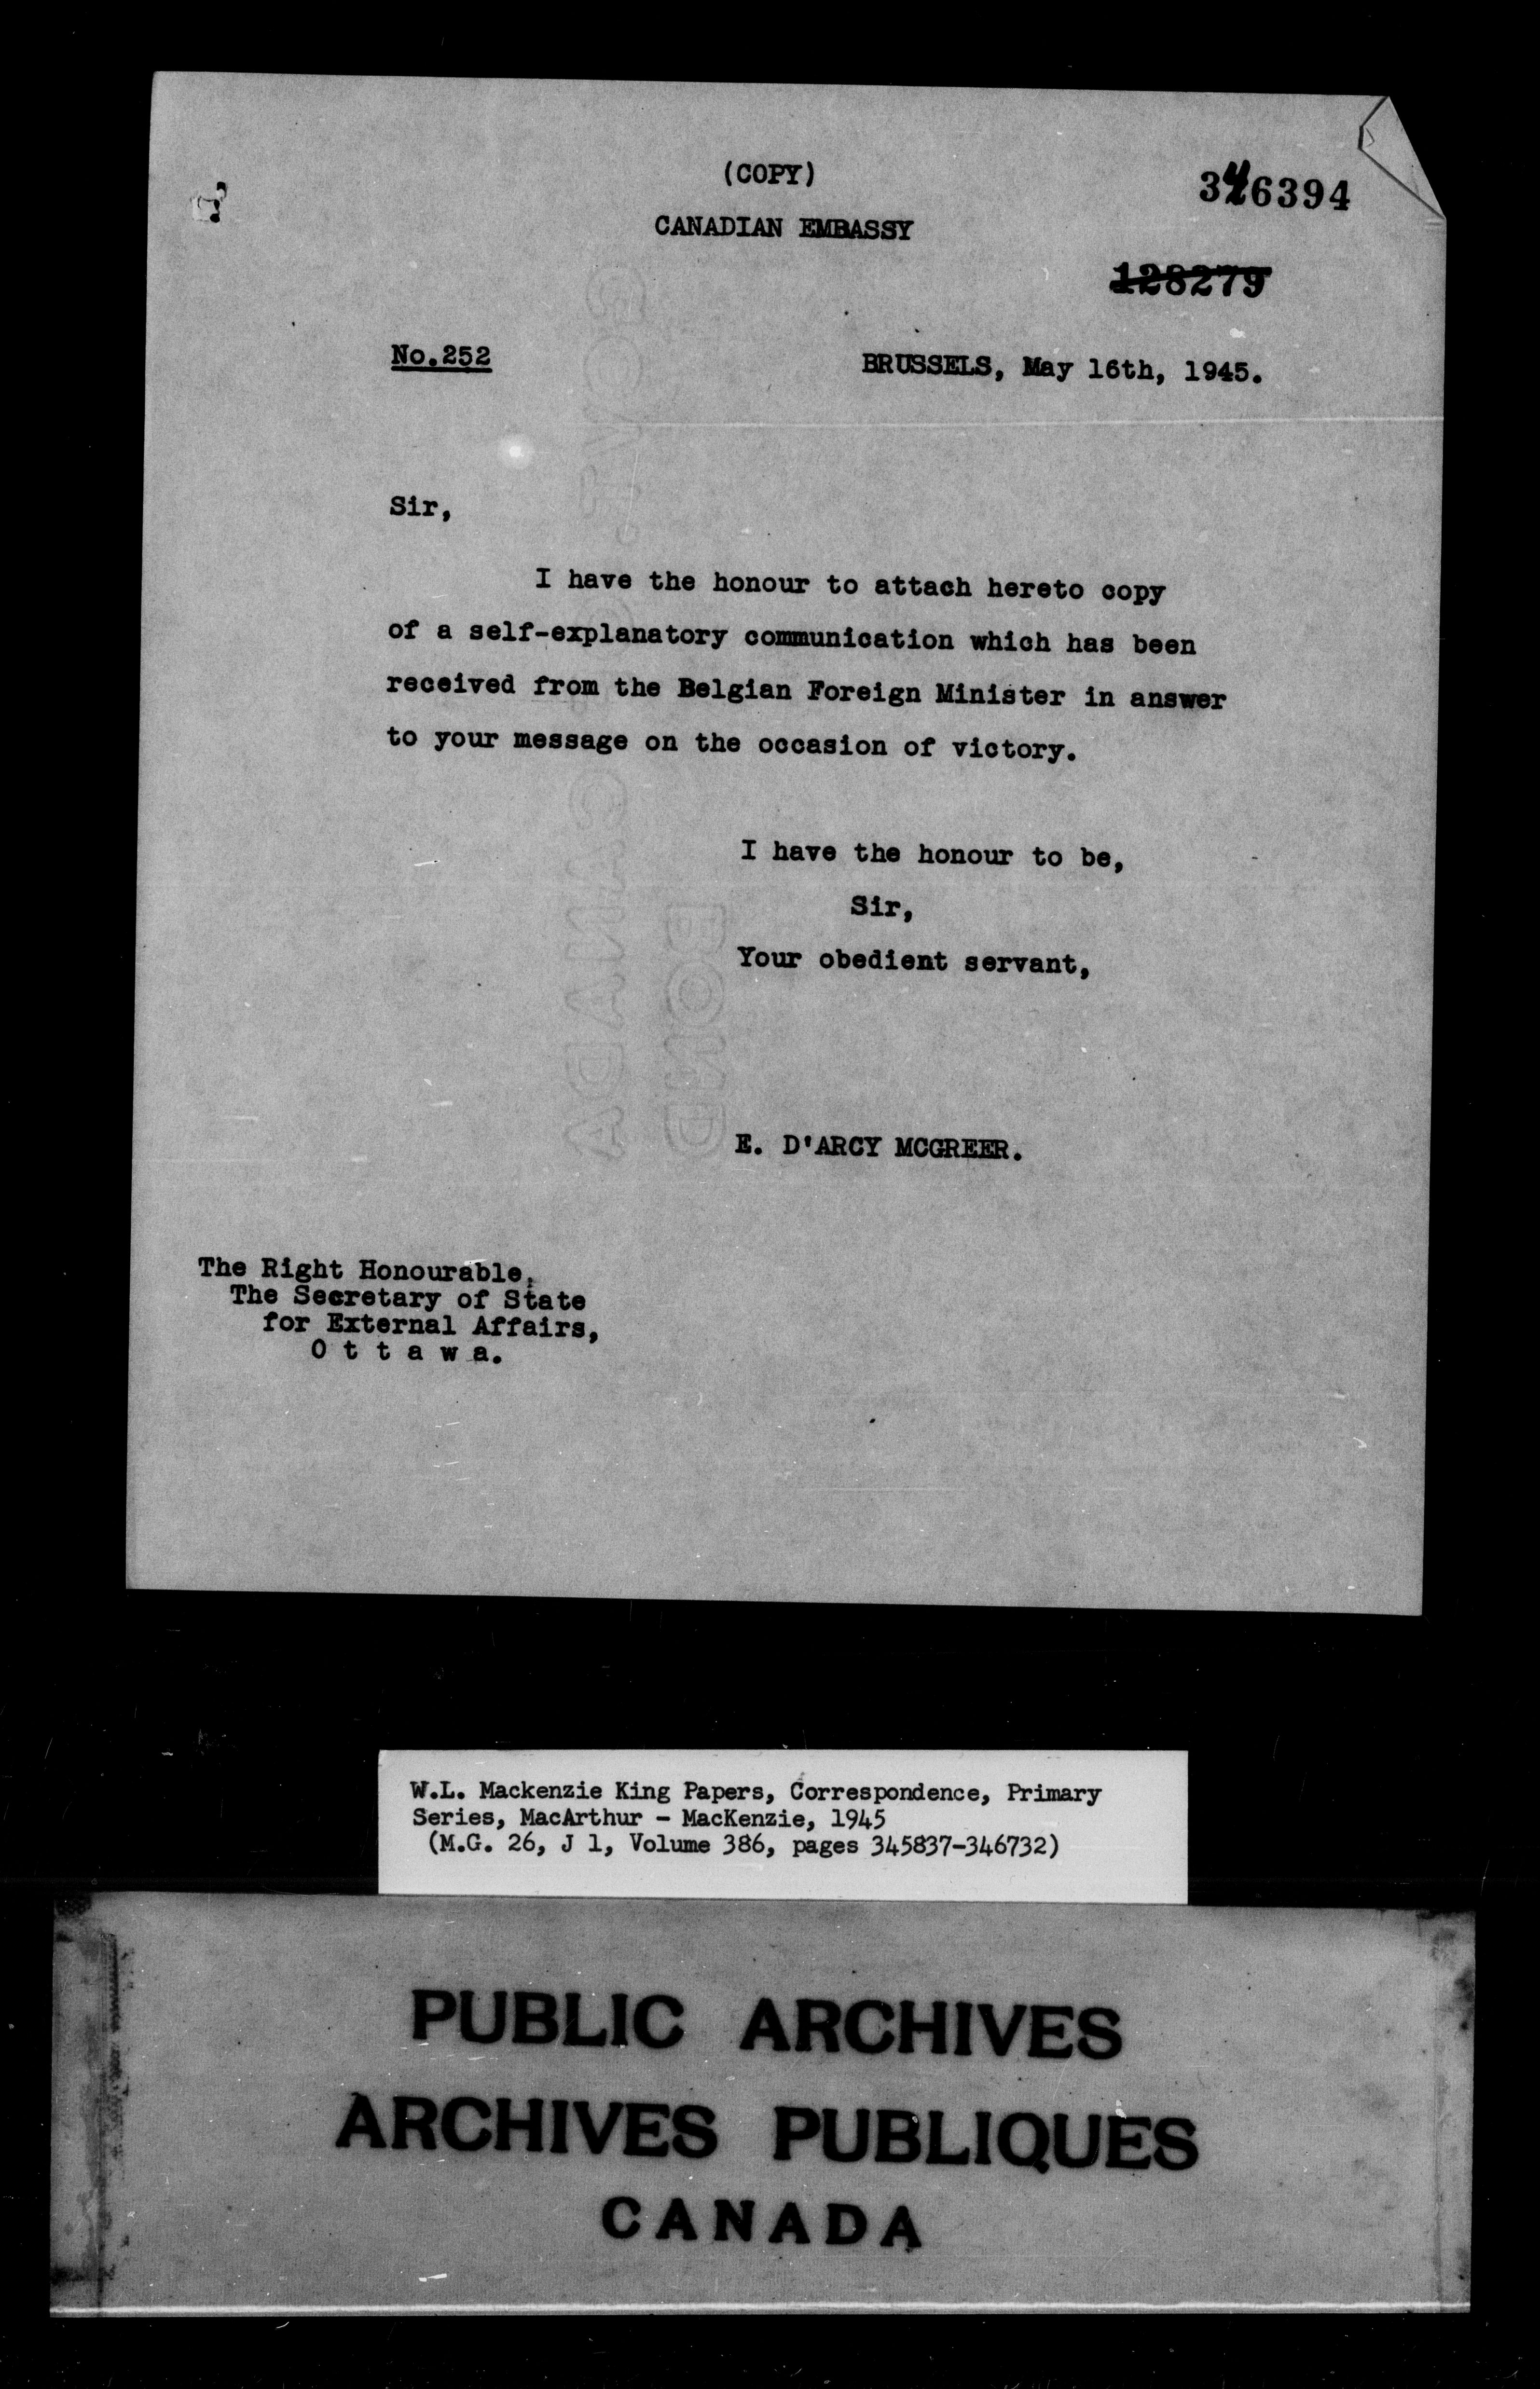 (COPY)
346394
CANADIAN EMBASSY
128279
No.252
BRUSSELS, May 16th, 1945.
Sir,
I have the honour to attach hereto copy
of a self-explanatory communication which has been
received from the Belgian Foreign Minister in answer
to your message on the occasion of victory.
I have the honour to be,
Sir,
Your obedient servant,
E. D'ARCY MCGREER.
The Right Honourable,
The Secretary of State
for External Affairs,
O t t a w a.
W.L. Mackenzie King Papers, Correspondence, Primary
Series, MacArthur - MacKenzie, 1945
(M.G. 26, J 1, Volume 386, pages 345837-346732)
PUBLIC ARCHIVES
ARCHIVES PUBLIQUES
CANADA